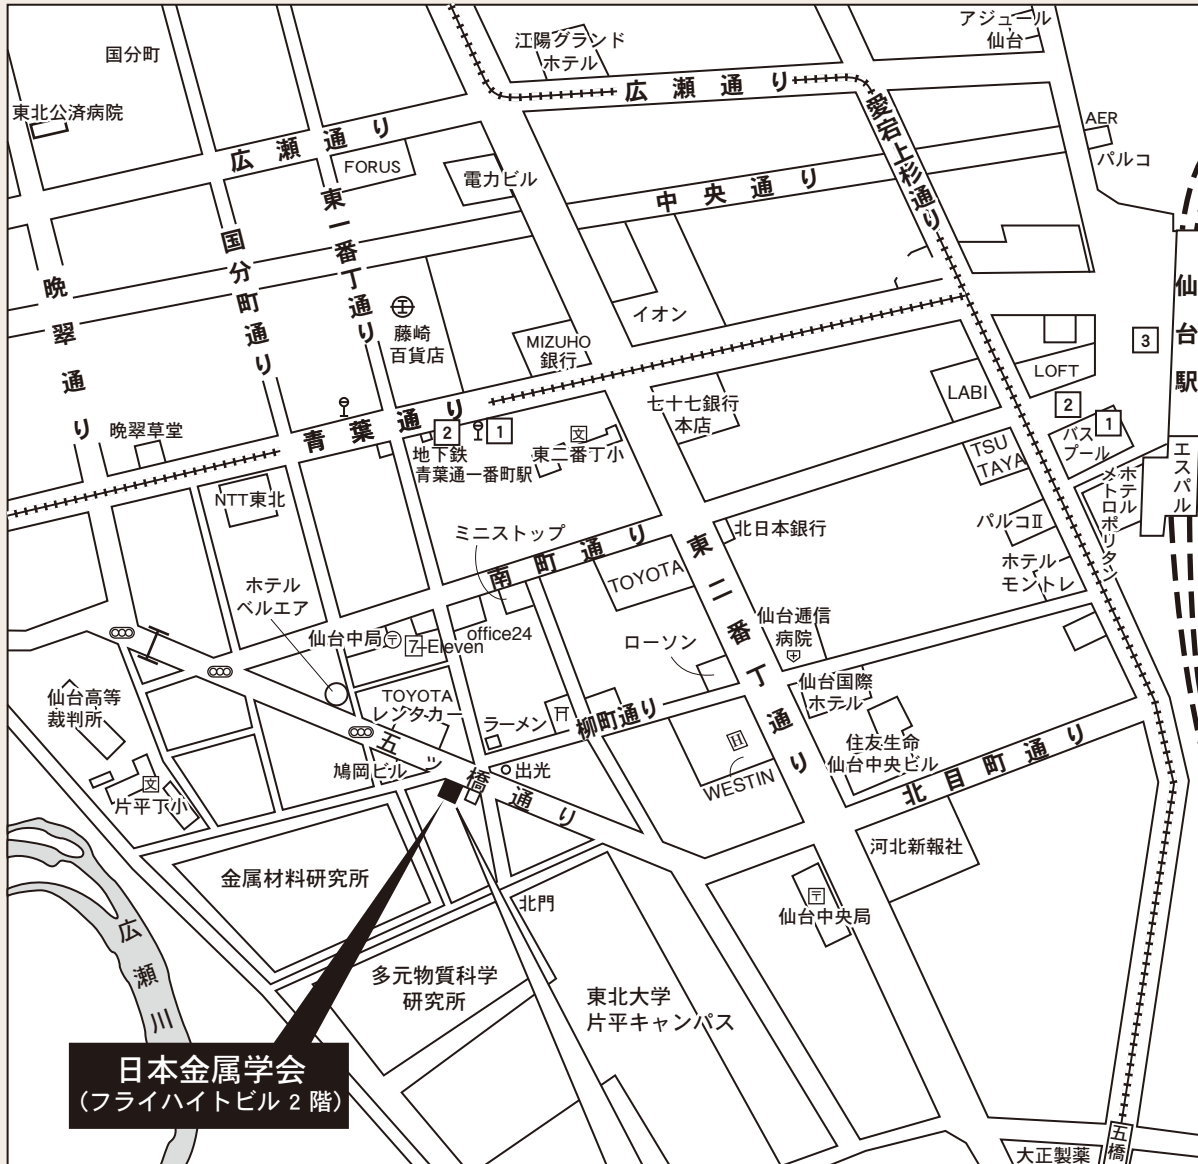 国分町
東北公済病院
江陽グランド
ホテル
アジュール
仙台
広瀬通り
広瀬通り
愛宕上杉通り
AER
パルコ
FORUS
電力ビル
中央通り
東一番丁通り
国分町通り
晩翠通り
藤崎
百貨店
MIZUHO
銀行
イオン
仙台駅
3
LOFT
LABI
2
1
バス
プール
エスパル
ホテル
メトロポリタン
TSU
TAYA
七十七銀行
本店
青葉通り
2
1
地下鉄
青葉通一番町駅
文
東二番丁小
晩翠草堂
NTT東北
ミニストップ
南町通り
TOYOTA
東二番丁通り
北日本銀行
パルコⅡ
ホテル
モントレ
ホテル
ベルエア
仙台中局
〒
7-Eleven
office24
ローソン
仙台逓信
病院
仙台国際
ホテル
仙台高等
裁判所
TOYOTA
レンタカー
ラーメン
柳町通り
H
WESTIN
住友生命
仙台中央ビル
北目町通り
鳩岡ビル
五ツ橋通り
出光
文
片平丁小
河北新報社
金属材料研究所
北門
〒
仙台中央局
広瀬川
多元物質科学
研究所
東北大学
片平キャンパス
日本金属学会
(フライハイトビル 2 階)
五橋
大正製薬